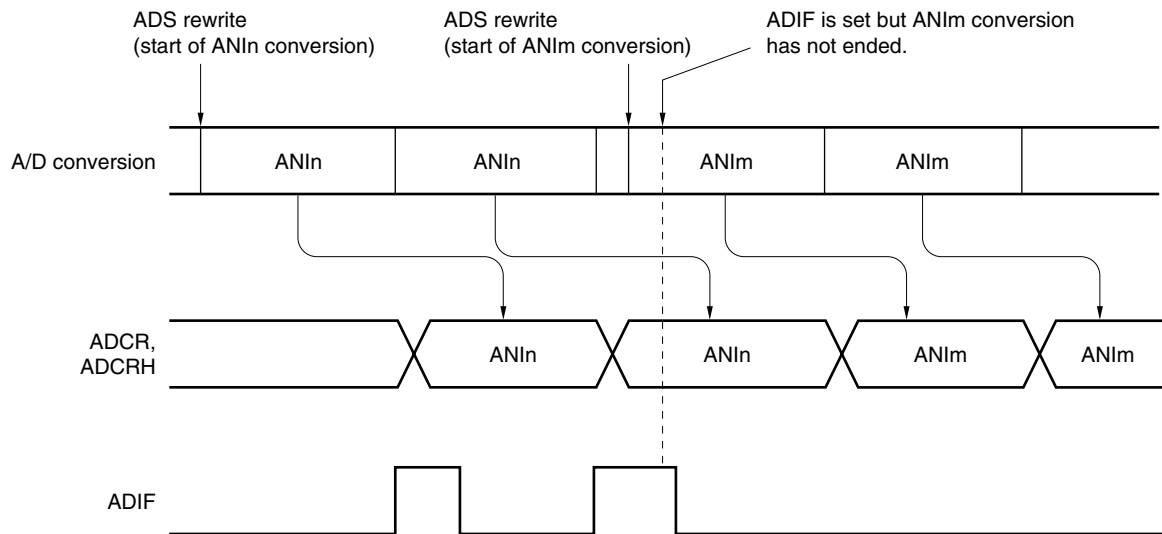 ADS rewrite
(start of ANIn conversion)
ADS rewrite
(start of ANIm conversion)
ADIF is set but ANIm conversion
has not ended.
A/D conversion
ANIn
ANIn
ANIm
ANIm
ADCR,
ADCRH
ANIn
ANIn
ANIm
ANIm
ADIF